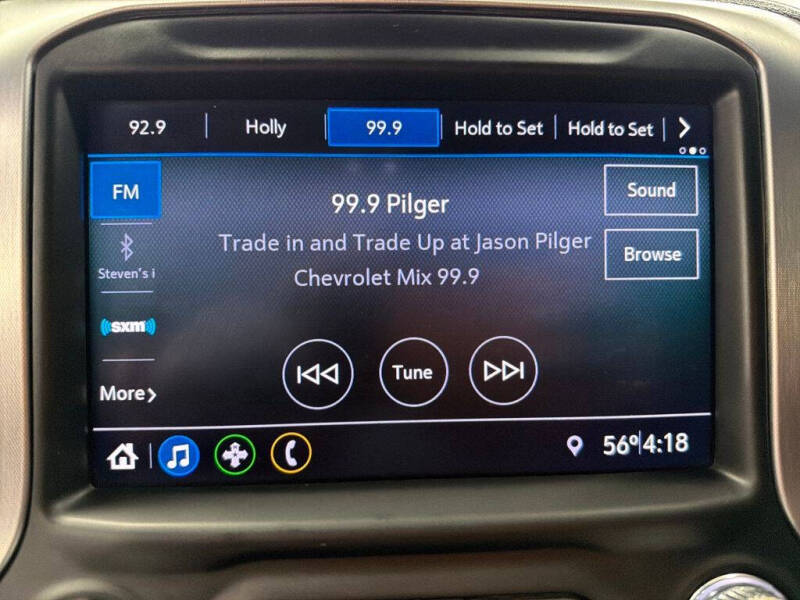 92.9 Holly 99.9 Hold to Set Hold to Set
FM
99.9 Pilger
Sound
Trade in and Trade Up at Jason Pilger
Chevrolet Mix 99.9
Browse
Steven's i
sxm
Tune
More
56° 4:18